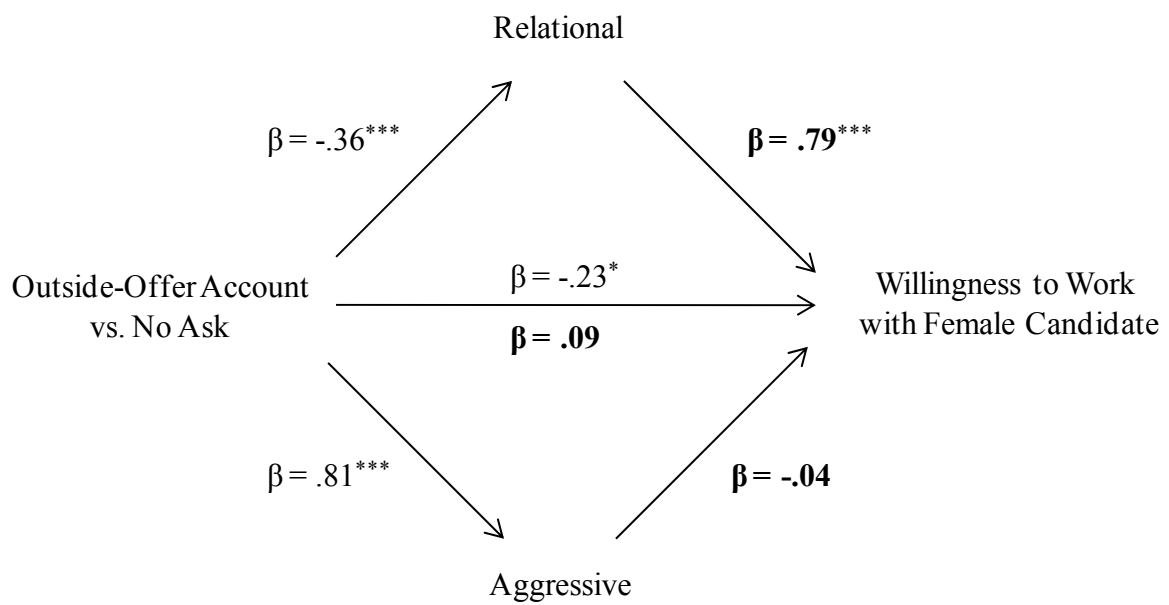 Relational
β = -.36***
β = .79***
Outside-Offer Account
vs. No Ask
β = -.23*
β = .09
Willingness to Work
with Female Candidate
β = .81***
β = -.04
Aggressive